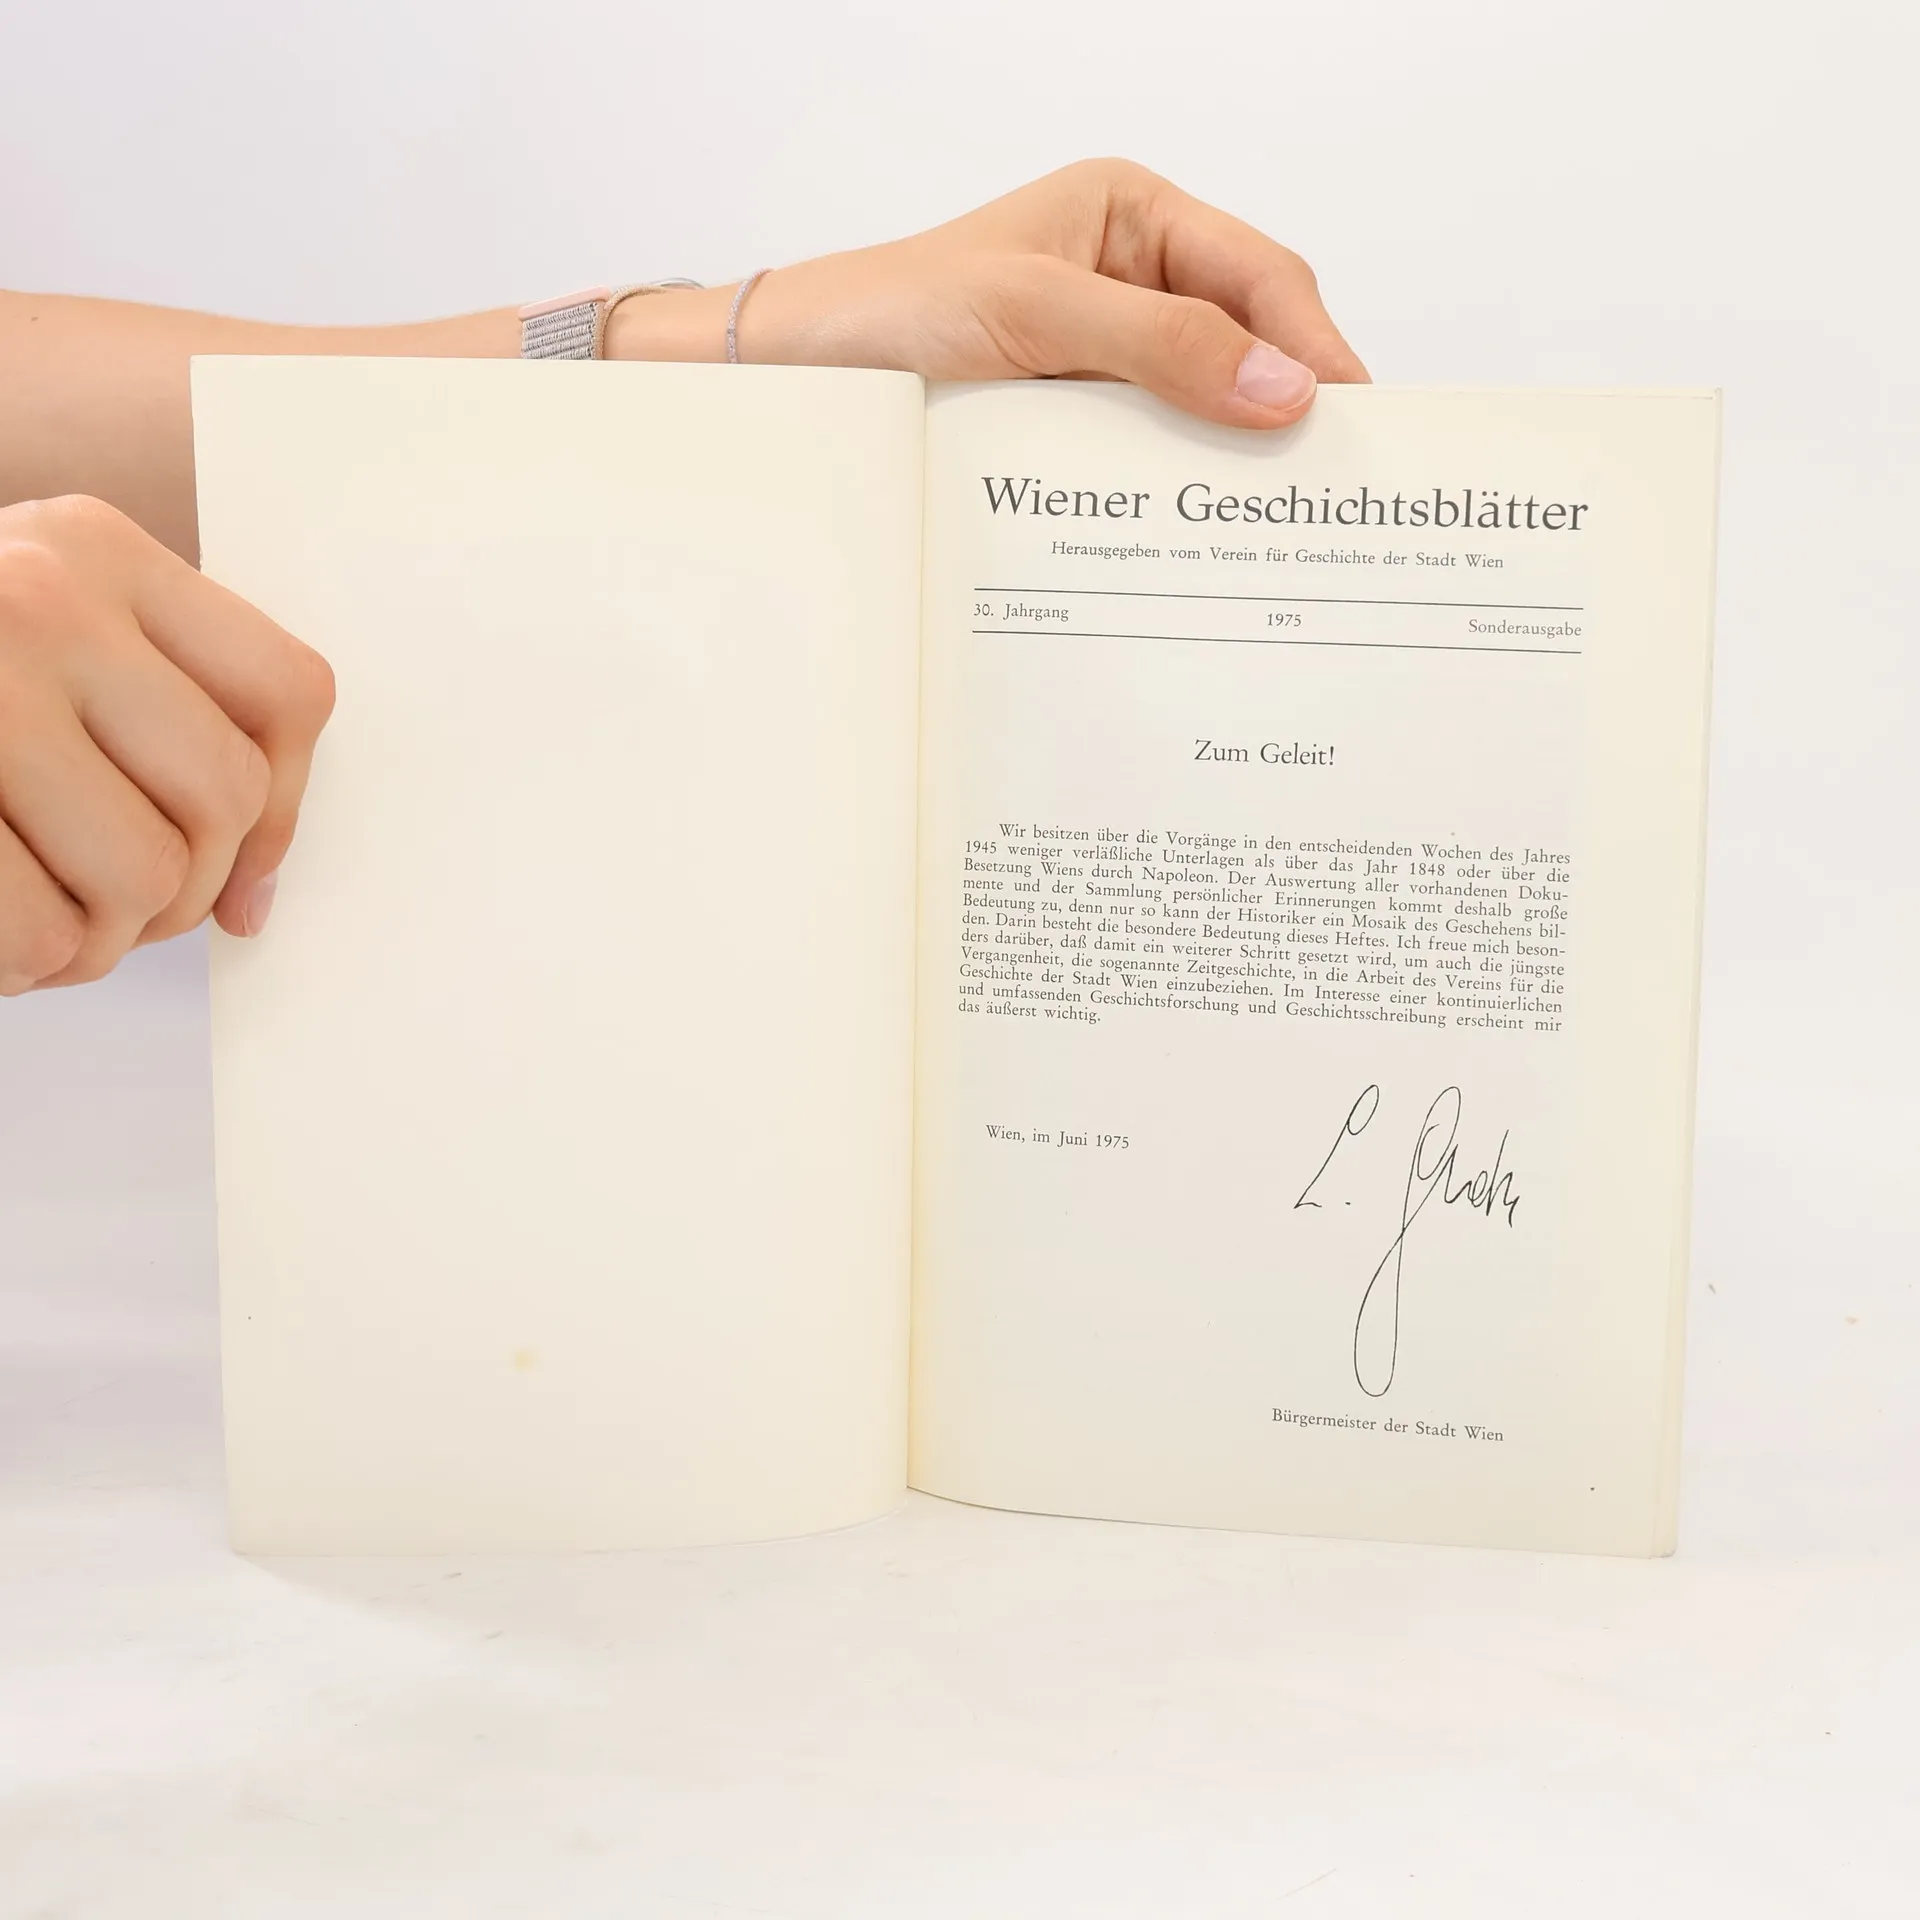 Wiener Geschichtsblätter
Herausgegeben vom Verein für Geschichte der Stadt Wien
30. Jahrgang 1975 Sonderausgabe
Zum Geleit!
Wir besitzen über die Vorgänge in den entscheidenden Wochen des Jahres
1945 weniger verläßliche Unterlagen als über das Jahr 1848 oder über die
Besetzung Wiens durch Napoleon. Der Auswertung aller vorhandenen Doku-
mente und der Sammlung persönlicher Erinnerungen kommt deshalb große
Bedeutung zu, denn nur so kann der Historiker ein Mosaik des Geschehens bil-
den. Darin besteht die besondere Bedeutung dieses Heftes. Ich freue mich beson-
ders darüber, daß damit ein weiterer Schritt gesetzt wird, um auch die jüngste
Vergangenheit, die sogenannte Zeitgeschichte, in die Arbeit des Vereins für die
Geschichte der Stadt Wien einzubeziehen. Im Interesse einer kontinuierlichen
und umfassenden Geschichtsforschung und Geschichtsschreibung erscheint mir
das äußerst wichtig.
Wien, im Juni 1975
L. Gratz
Bürgermeister der Stadt Wien